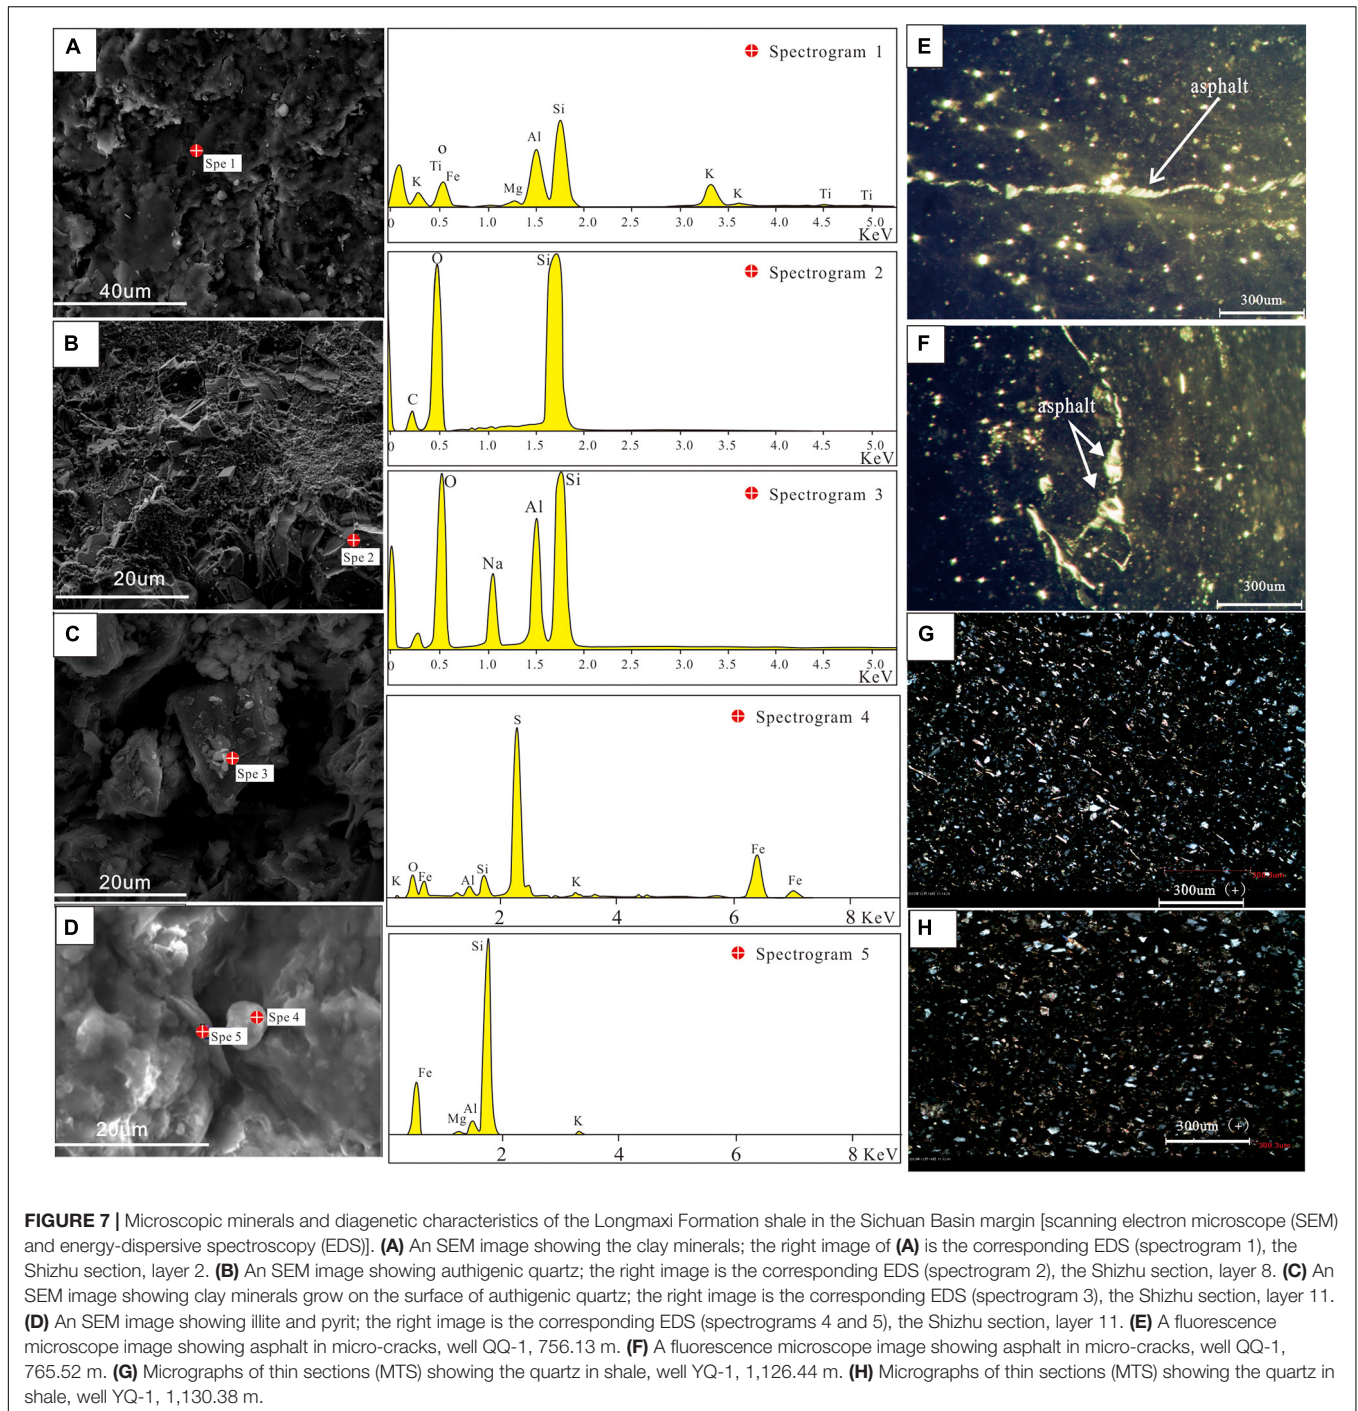 A
Spe 1
40um
Spectrogram 1
K
O
Ti
Fe
Mg
Al
Si
K
K
Ti
Ti
0 0.5 1.0 1.5 2.0 2.5 3.0 3.5 4.0 4.5 5.0
KeV
B
Spe 2
20um
Spectrogram 2
C
O
Si
0 0.5 1.0 1.5 2.0 2.5 3.0 3.5 4.0 4.5 5.0
KeV
C
Spe 3
20um
Spectrogram 3
O
Na
Al
Si
0 0.5 1.0 1.5 2.0 2.5 3.0 3.5 4.0 4.5 5.0
KeV
D
Spe 4
Spe 5
20um
Spectrogram 4
K
O
Fe
Al
Si
S
K
Fe
Fe
2 4 6 8 KeV
Spectrogram 5
Fe
Mg
Al
Si
K
2 4 6 8 KeV
E
asphalt
300um
F
asphalt
300um
G
300um (+)
H
300um (+)
FIGURE 7 | Microscopic minerals and diagenetic characteristics of the Longmaxi Formation shale in the Sichuan Basin margin [scanning electron microscope (SEM)
and energy-dispersive spectroscopy (EDS)]. (A) An SEM image showing the clay minerals; the right image of (A) is the corresponding EDS (spectrogram 1), the
Shizhu section, layer 2. (B) An SEM image showing authigenic quartz; the right image is the corresponding EDS (spectrogram 2), the Shizhu section, layer 8. (C) An
SEM image showing clay minerals grow on the surface of authigenic quartz; the right image is the corresponding EDS (spectrogram 3), the Shizhu section, layer 11.
(D) An SEM image showing illite and pyrit; the right image is the corresponding EDS (spectrograms 4 and 5), the Shizhu section, layer 11. (E) A fluorescence
microscope image showing asphalt in micro-cracks, well QQ-1, 756.13 m. (F) A fluorescence microscope image showing asphalt in micro-cracks, well QQ-1,
765.52 m. (G) Micrographs of thin sections (MTS) showing the quartz in shale, well YQ-1, 1,126.44 m. (H) Micrographs of thin sections (MTS) showing the quartz in
shale, well YQ-1, 1,130.38 m.